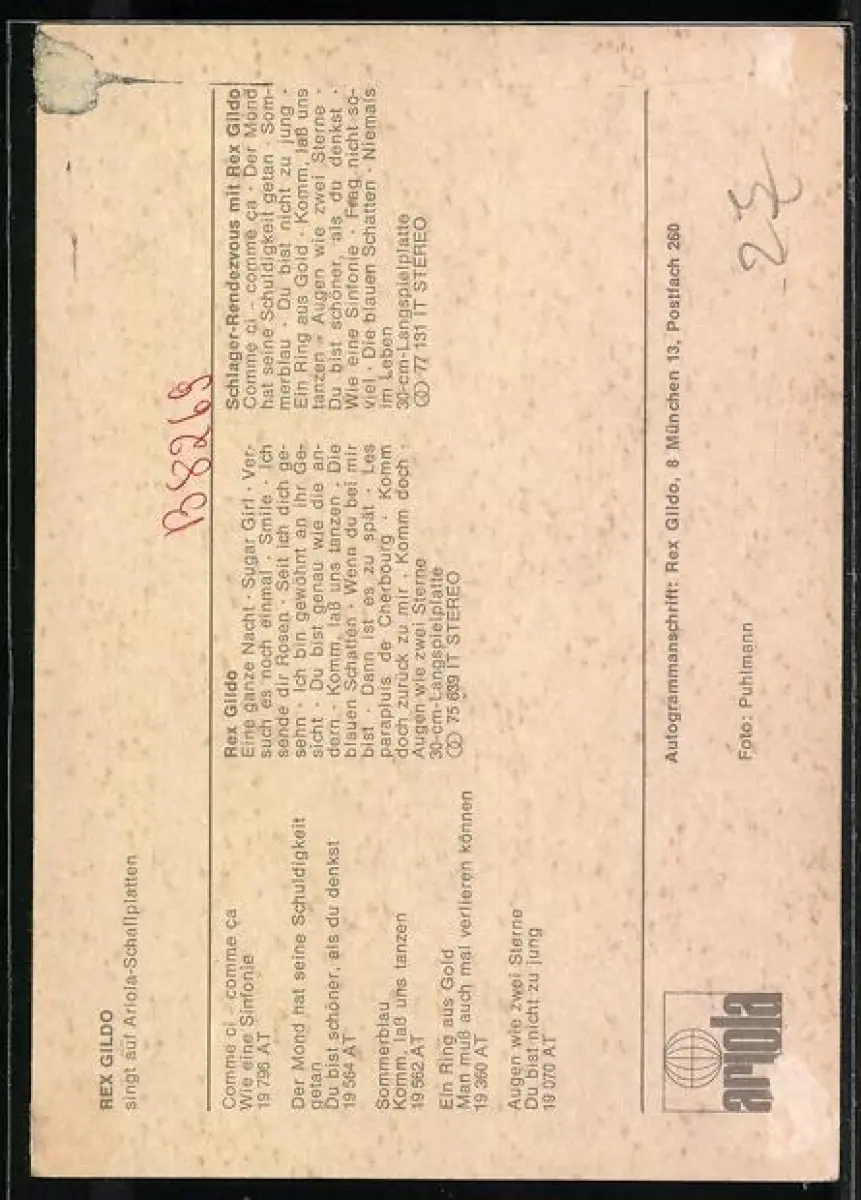 REX GILDO
singt auf Ariola-Schallplatten
B8269
Comme ci - comme ça
Wie eine Sinfonie
19 796 AT
Der Mond hat seine Schuldigkeit
getan
Du bist schöner, als du denkst
19 564 AT
Sommerblau
Komm, laß uns tanzen
19 562 AT
Ein Ring aus Gold
Man muß auch mal verlieren können
19 360 AT
Augen wie zwei Sterne
Du bist nicht zu jung
19 070 AT
Rex Gildo
Eine ganze Nacht · Sugar Girl · Ver-
such es noch einmal · Smile · Ich
sende dir Rosen · Seit ich dich ge-
sehn · Ich bin gewöhnt an ihr Ge-
sicht · Du bist genau wie die an-
dern · Komm, laß uns tanzen · Die
blauen Schatten · Wenn du bei mir
bist · Dann ist es zu spät · Les
parapluis de Cherbourg · Komm
doch zurück zu mir · Komm doch ·
Augen wie zwei Sterne
30-cm-Langspielplatte
75 639 IT STEREO
Schlager-Rendezvous mit Rex Gildo
Comme ci - comme ça · Der Mond
hat seine Schuldigkeit getan · Som-
merblau · Du bist nicht zu jung ·
Ein Ring aus Gold · Komm, laß uns
tanzen · Augen wie zwei Sterne ·
Du bist schöner, als du denkst ·
Wie eine Sinfonie · Frag nicht so-
viel · Die blauen Schatten · Niemals
im Leben
30-cm-Langspielplatte
77 131 IT STEREO
ariola
Autogrammanschrift: Rex Gildo, 8 München 13, Postfach 260
Foto: Puhlmann